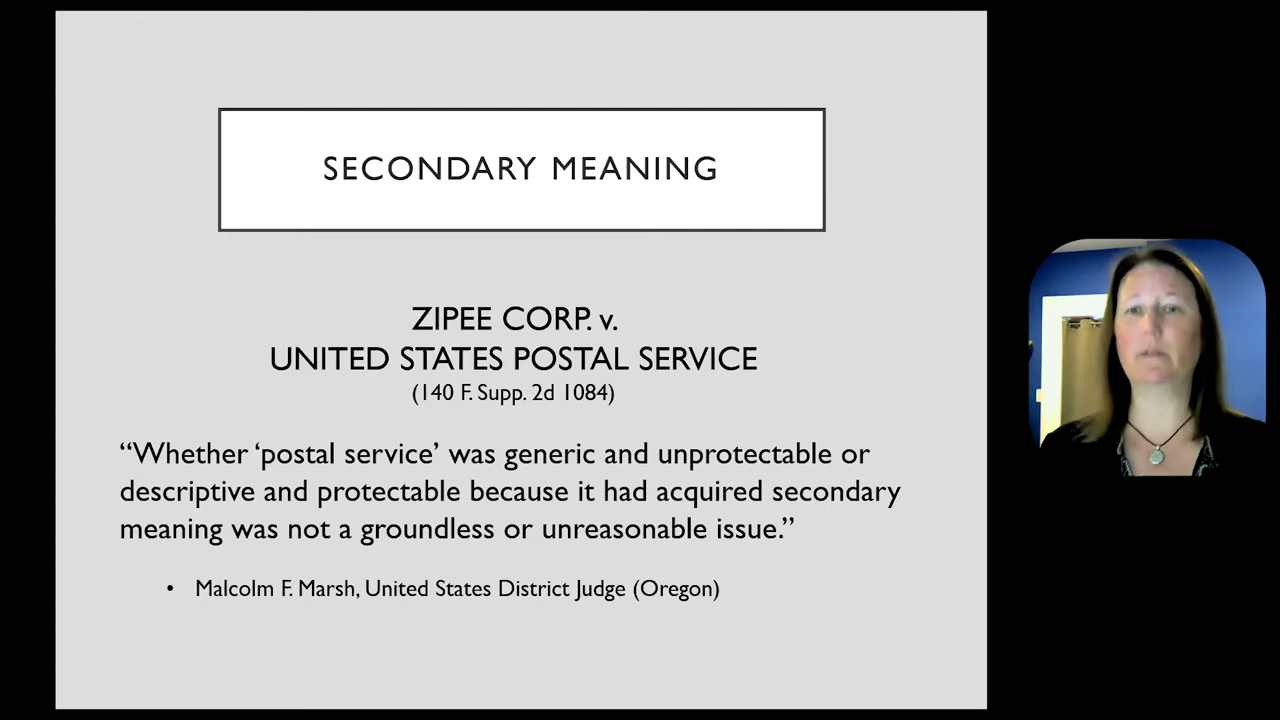 SECONDARY MEANING
ZIPEE CORP. v.
UNITED STATES POSTAL SERVICE
(140 F. Supp. 2d 1084)
“Whether ‘postal service’ was generic and unprotectable or
descriptive and protectable because it had acquired secondary
meaning was not a groundless or unreasonable issue.”
• Malcolm F. Marsh, United States District Judge (Oregon)